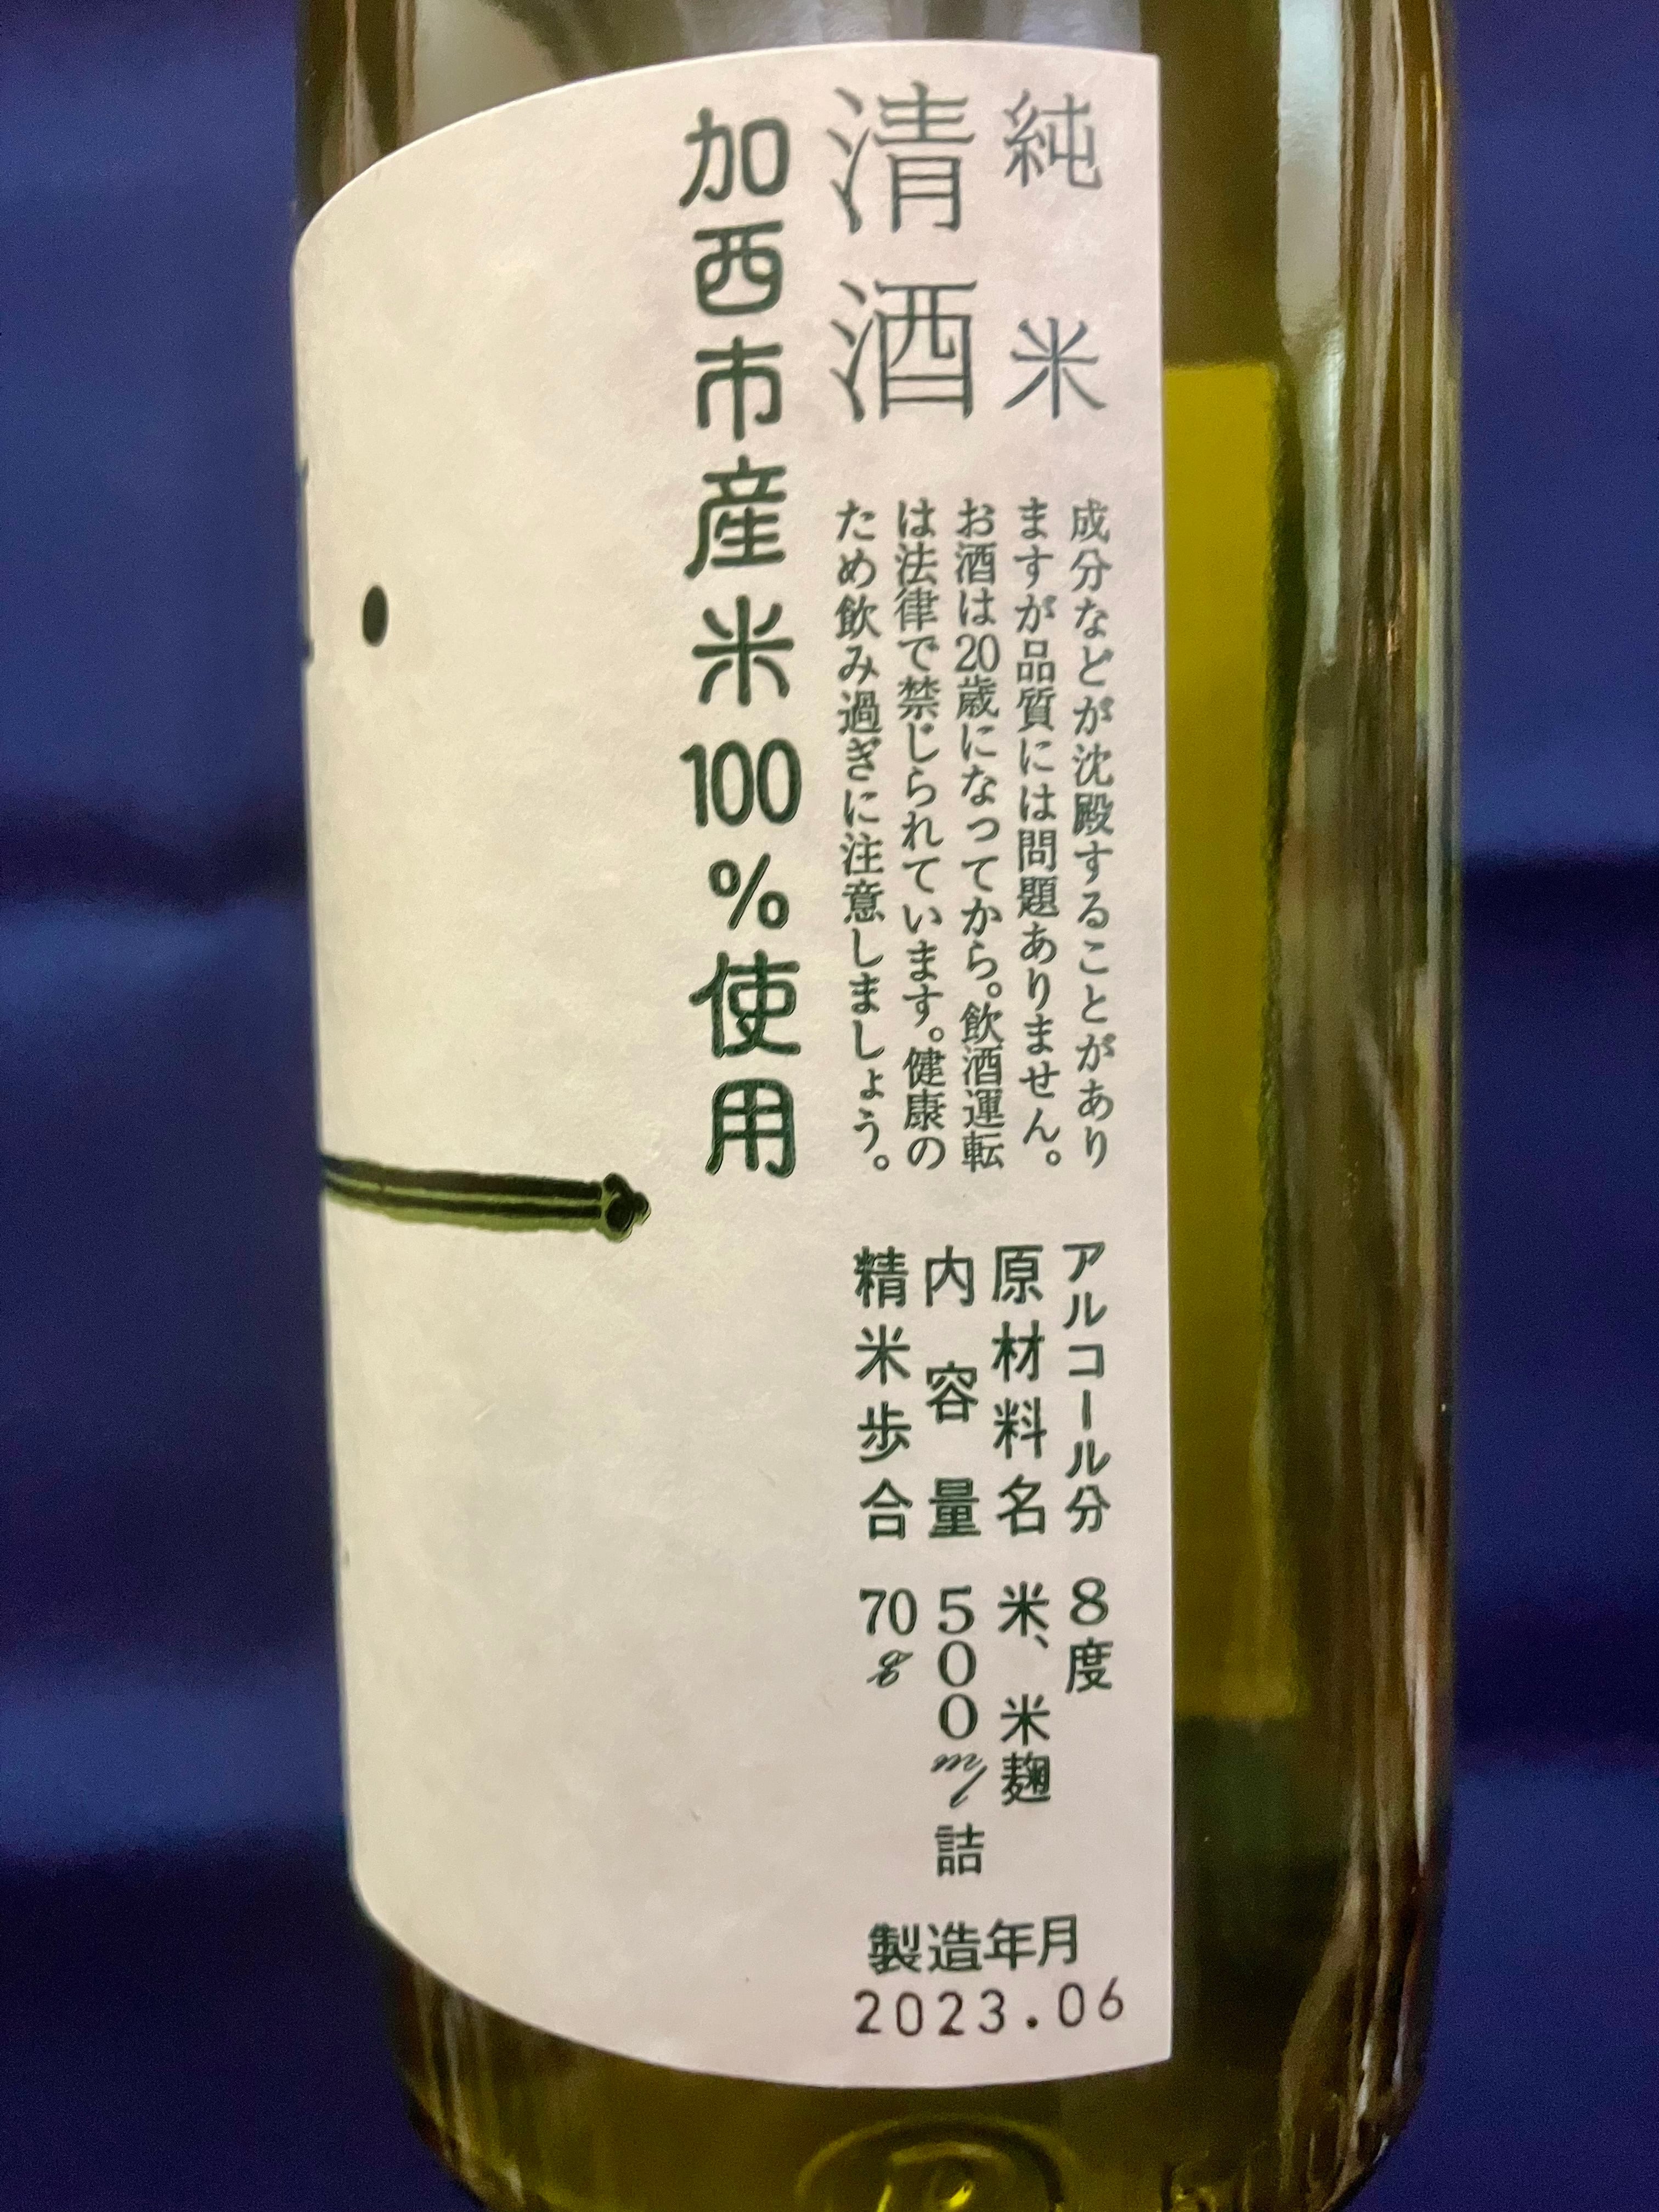 純米
清酒
加西市産米100%使用
成分などが沈殿することがあり
ますが品質には問題ありません。
お酒は20歳になってから。飲酒運転
は法律で禁じられています。健康の
ため飲み過ぎに注意しましょう。
アルコール分 8度
原材料名 米、米麹
内容量 500ml詰
精米歩合 70%
製造年月
2023.06